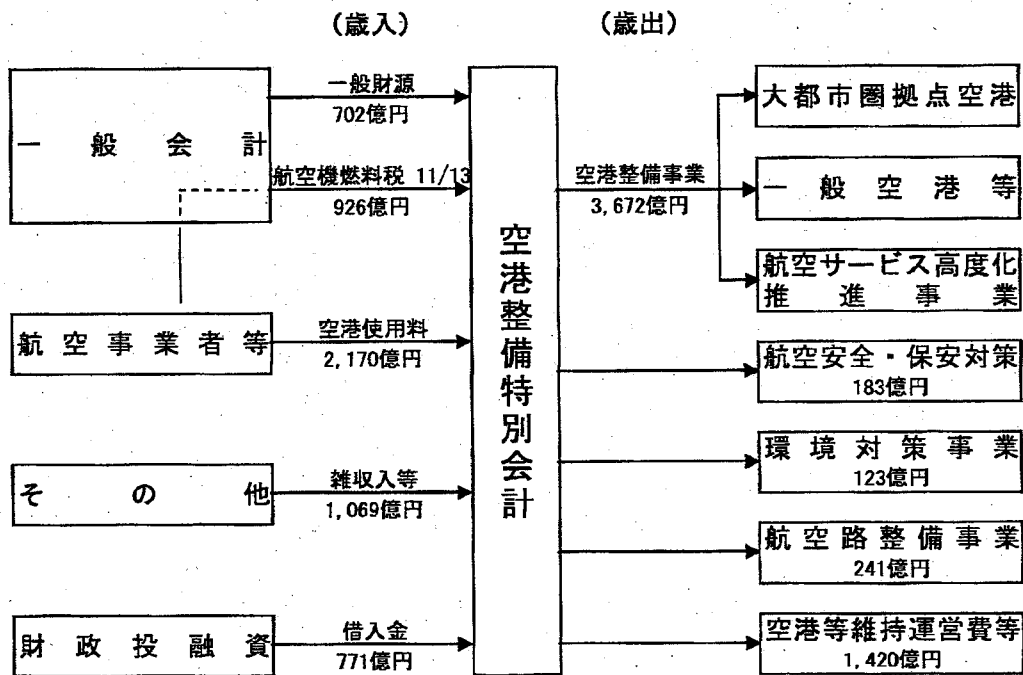 (歳入)
(歳出)
一般会計
一般財源
702億円
航空機燃料税 11/13
926億円
航空事業者等
空港使用料
2,170億円
その他
雑収入等
1,069億円
財政投融資
借入金
771億円
空港整備特別会計
空港整備事業
3,672億円
大都市圏拠点空港
一般空港等
航空サービス高度化
推進事業
航空安全・保安対策
183億円
環境対策事業
123億円
航空路整備事業
241億円
空港等維持運営費等
1,420億円